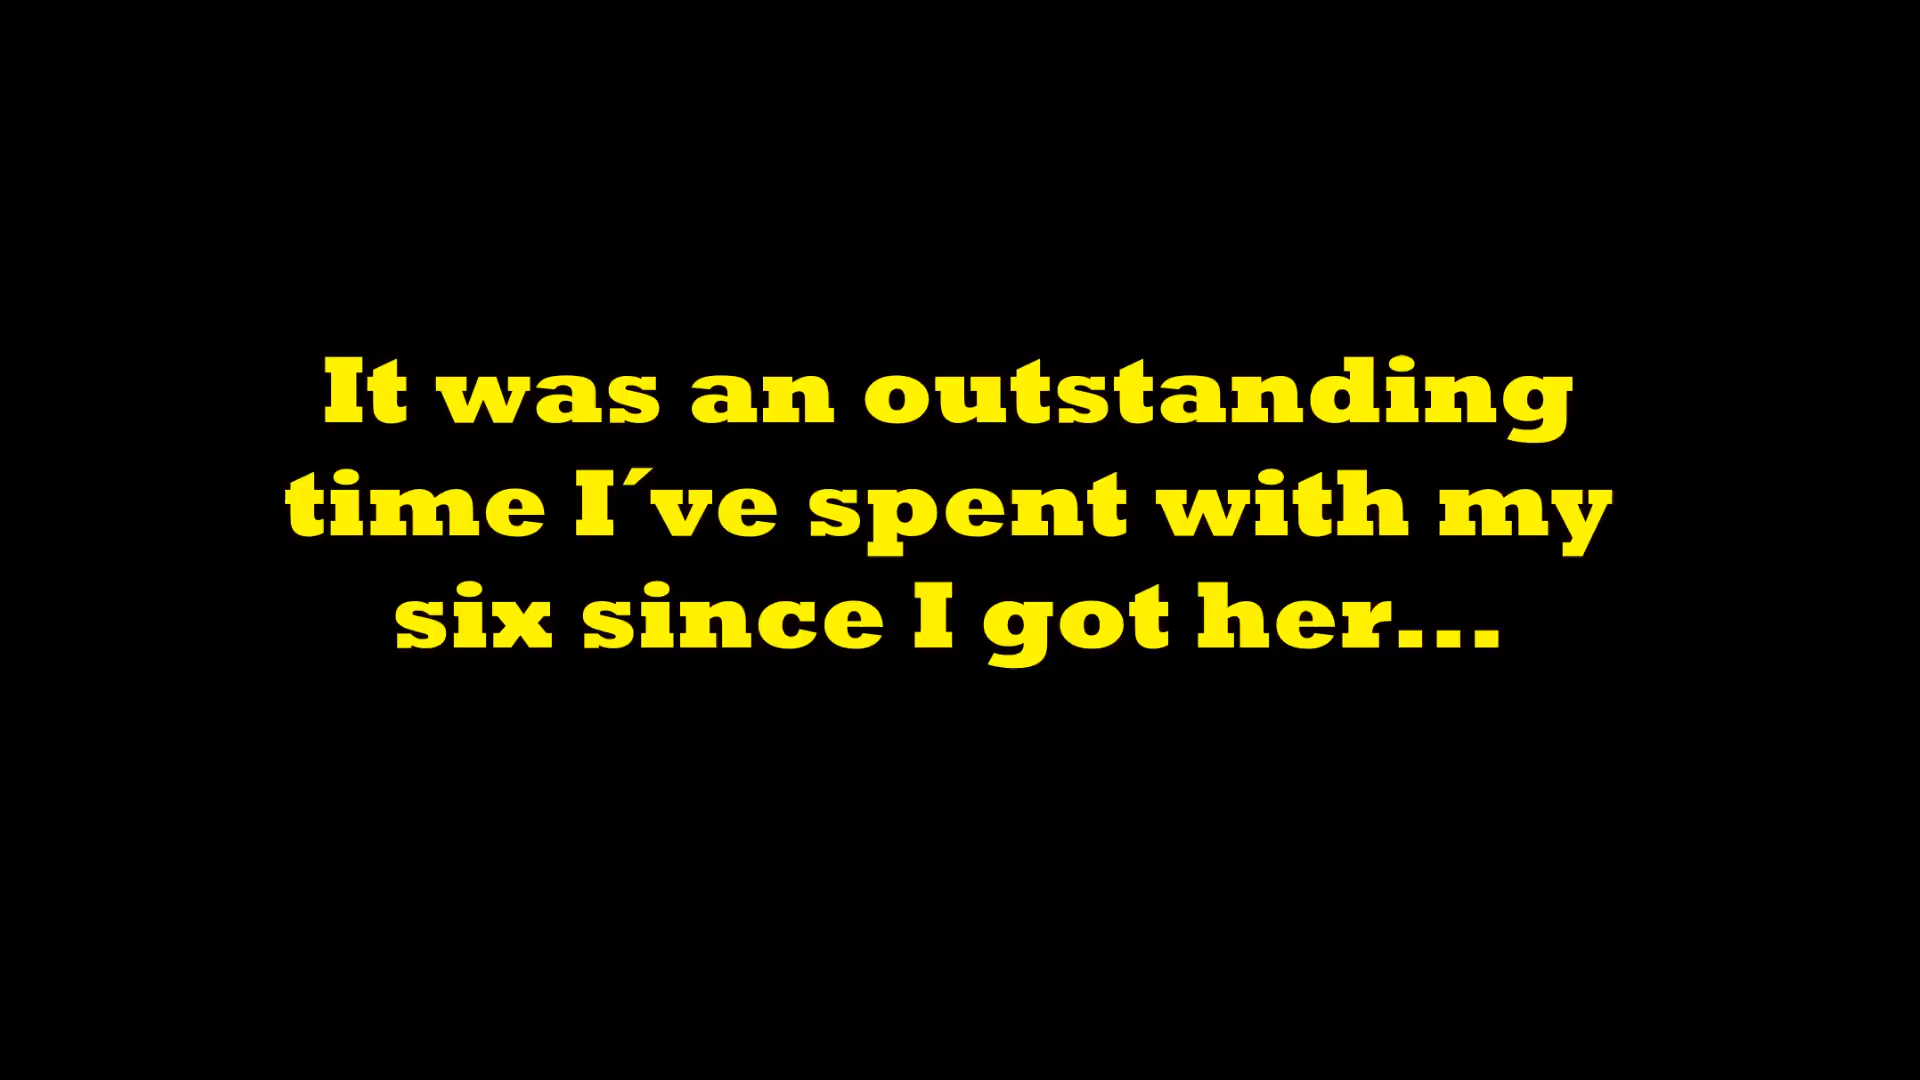 It was an outstanding
time I´ve spent with my
six since I got her...